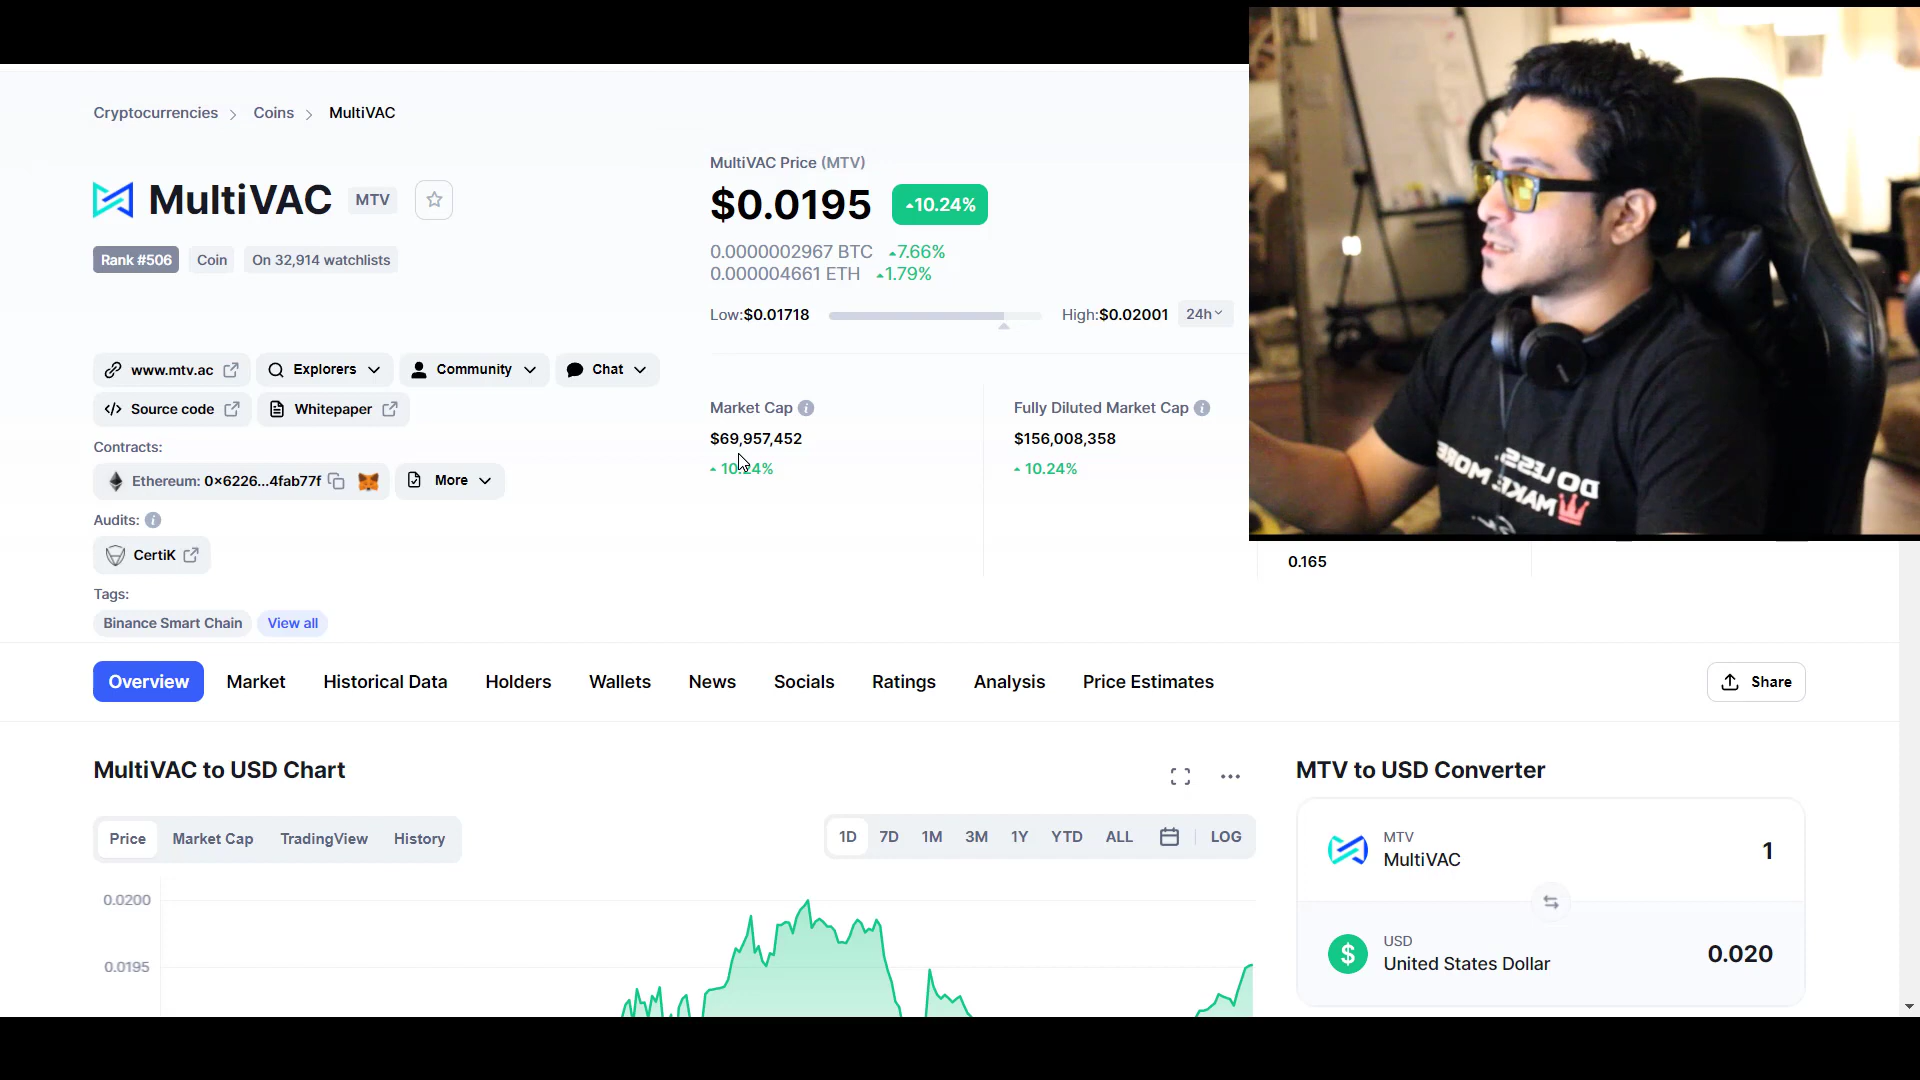 Cryptocurrencies > Coins > MultiVAC
MultiVAC MTV
Rank #506 Coin On 32,914 watchlists
MultiVAC Price (MTV)
$0.0195 10.24%
0.0000002967 BTC 7.66%
0.000004661 ETH 1.79%
Low:$0.01718 High:$0.02001 24h
www.mtv.ac Explorers Community Chat
Source code Whitepaper
Contracts:
Ethereum: 0x6226...4fab77f More
Audits:
CertiK
Tags:
Binance Smart Chain View all
Market Cap
$69,957,452
10.24%
Fully Diluted Market Cap
$156,008,358
10.24%
0.165
DO LESS.
MAKE MORE
Overview Market Historical Data Holders Wallets News Socials Ratings Analysis Price Estimates Share
MultiVAC to USD Chart
Price Market Cap TradingView History
1D 7D 1M 3M 1Y YTD ALL LOG
0.0200
0.0195
MTV to USD Converter
MTV
MultiVAC 1
USD
United States Dollar 0.020